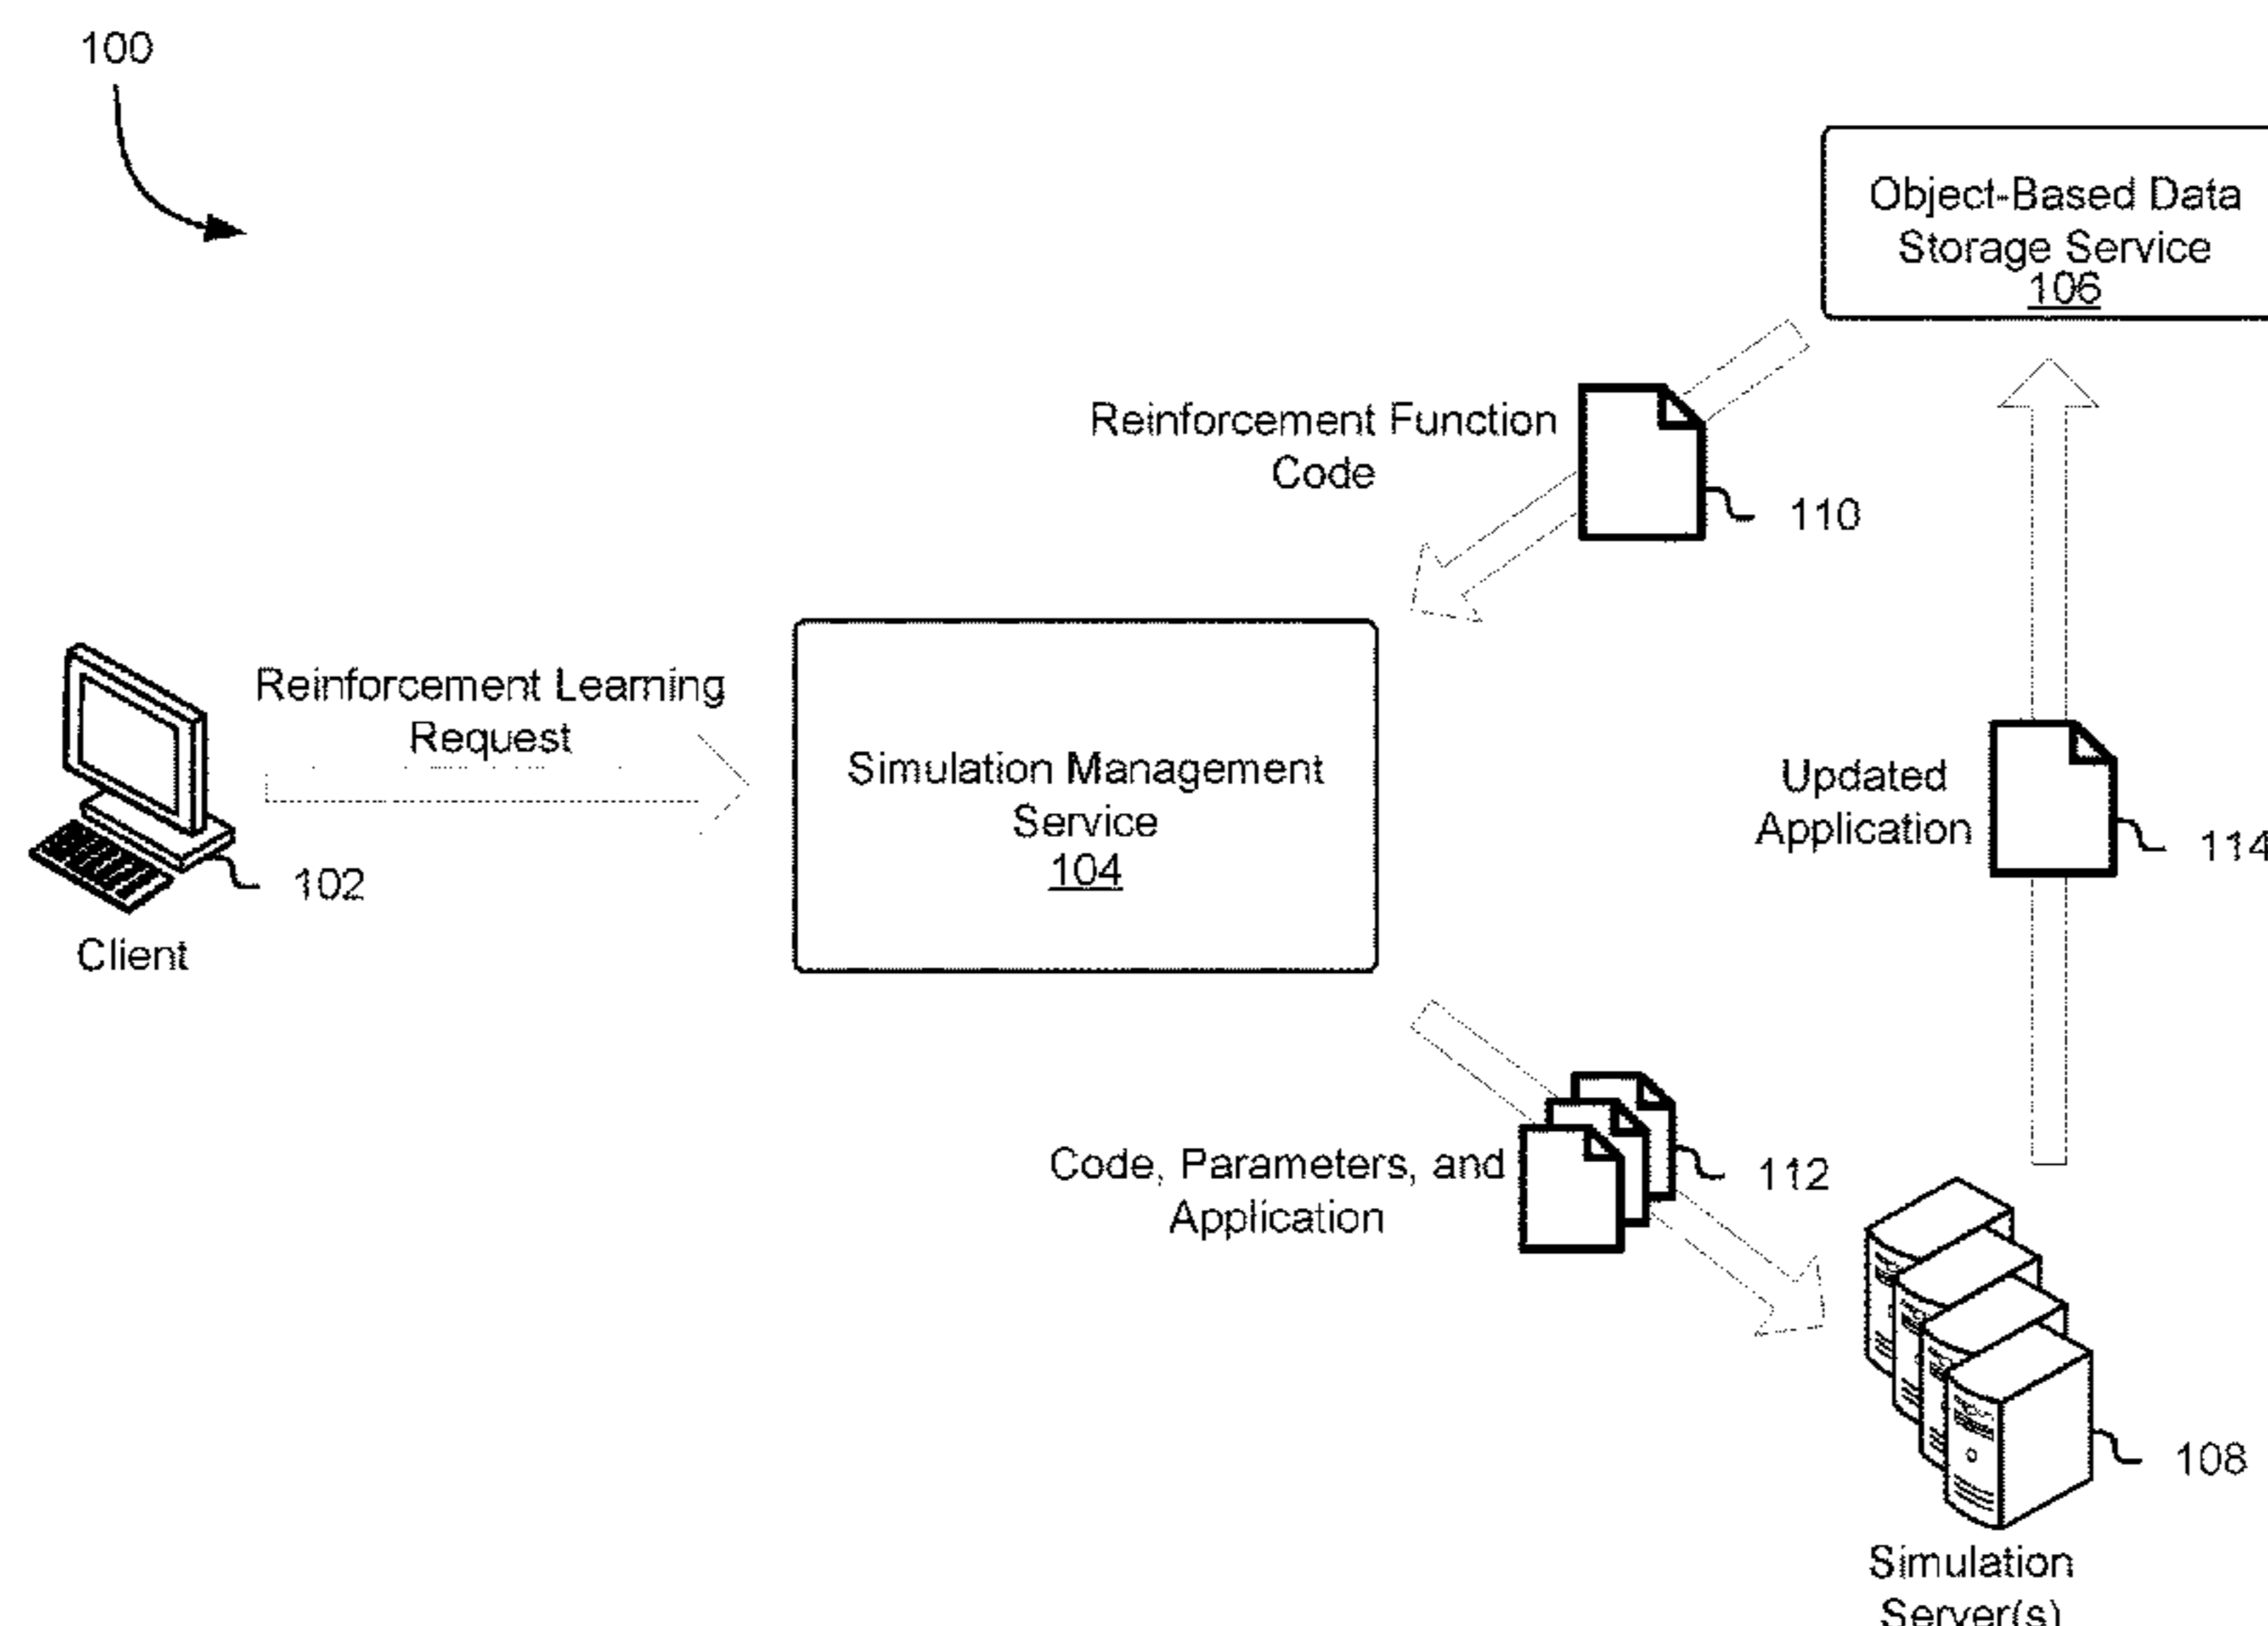 100
Object-Based Data
Storage Service
106
Reinforcement Function
Code
110
Reinforcement Learning
Request
Simulation Management
Service
104
Updated
Application
114
102
Client
Code, Parameters, and
Application
112
108
Simulation
Server(s)